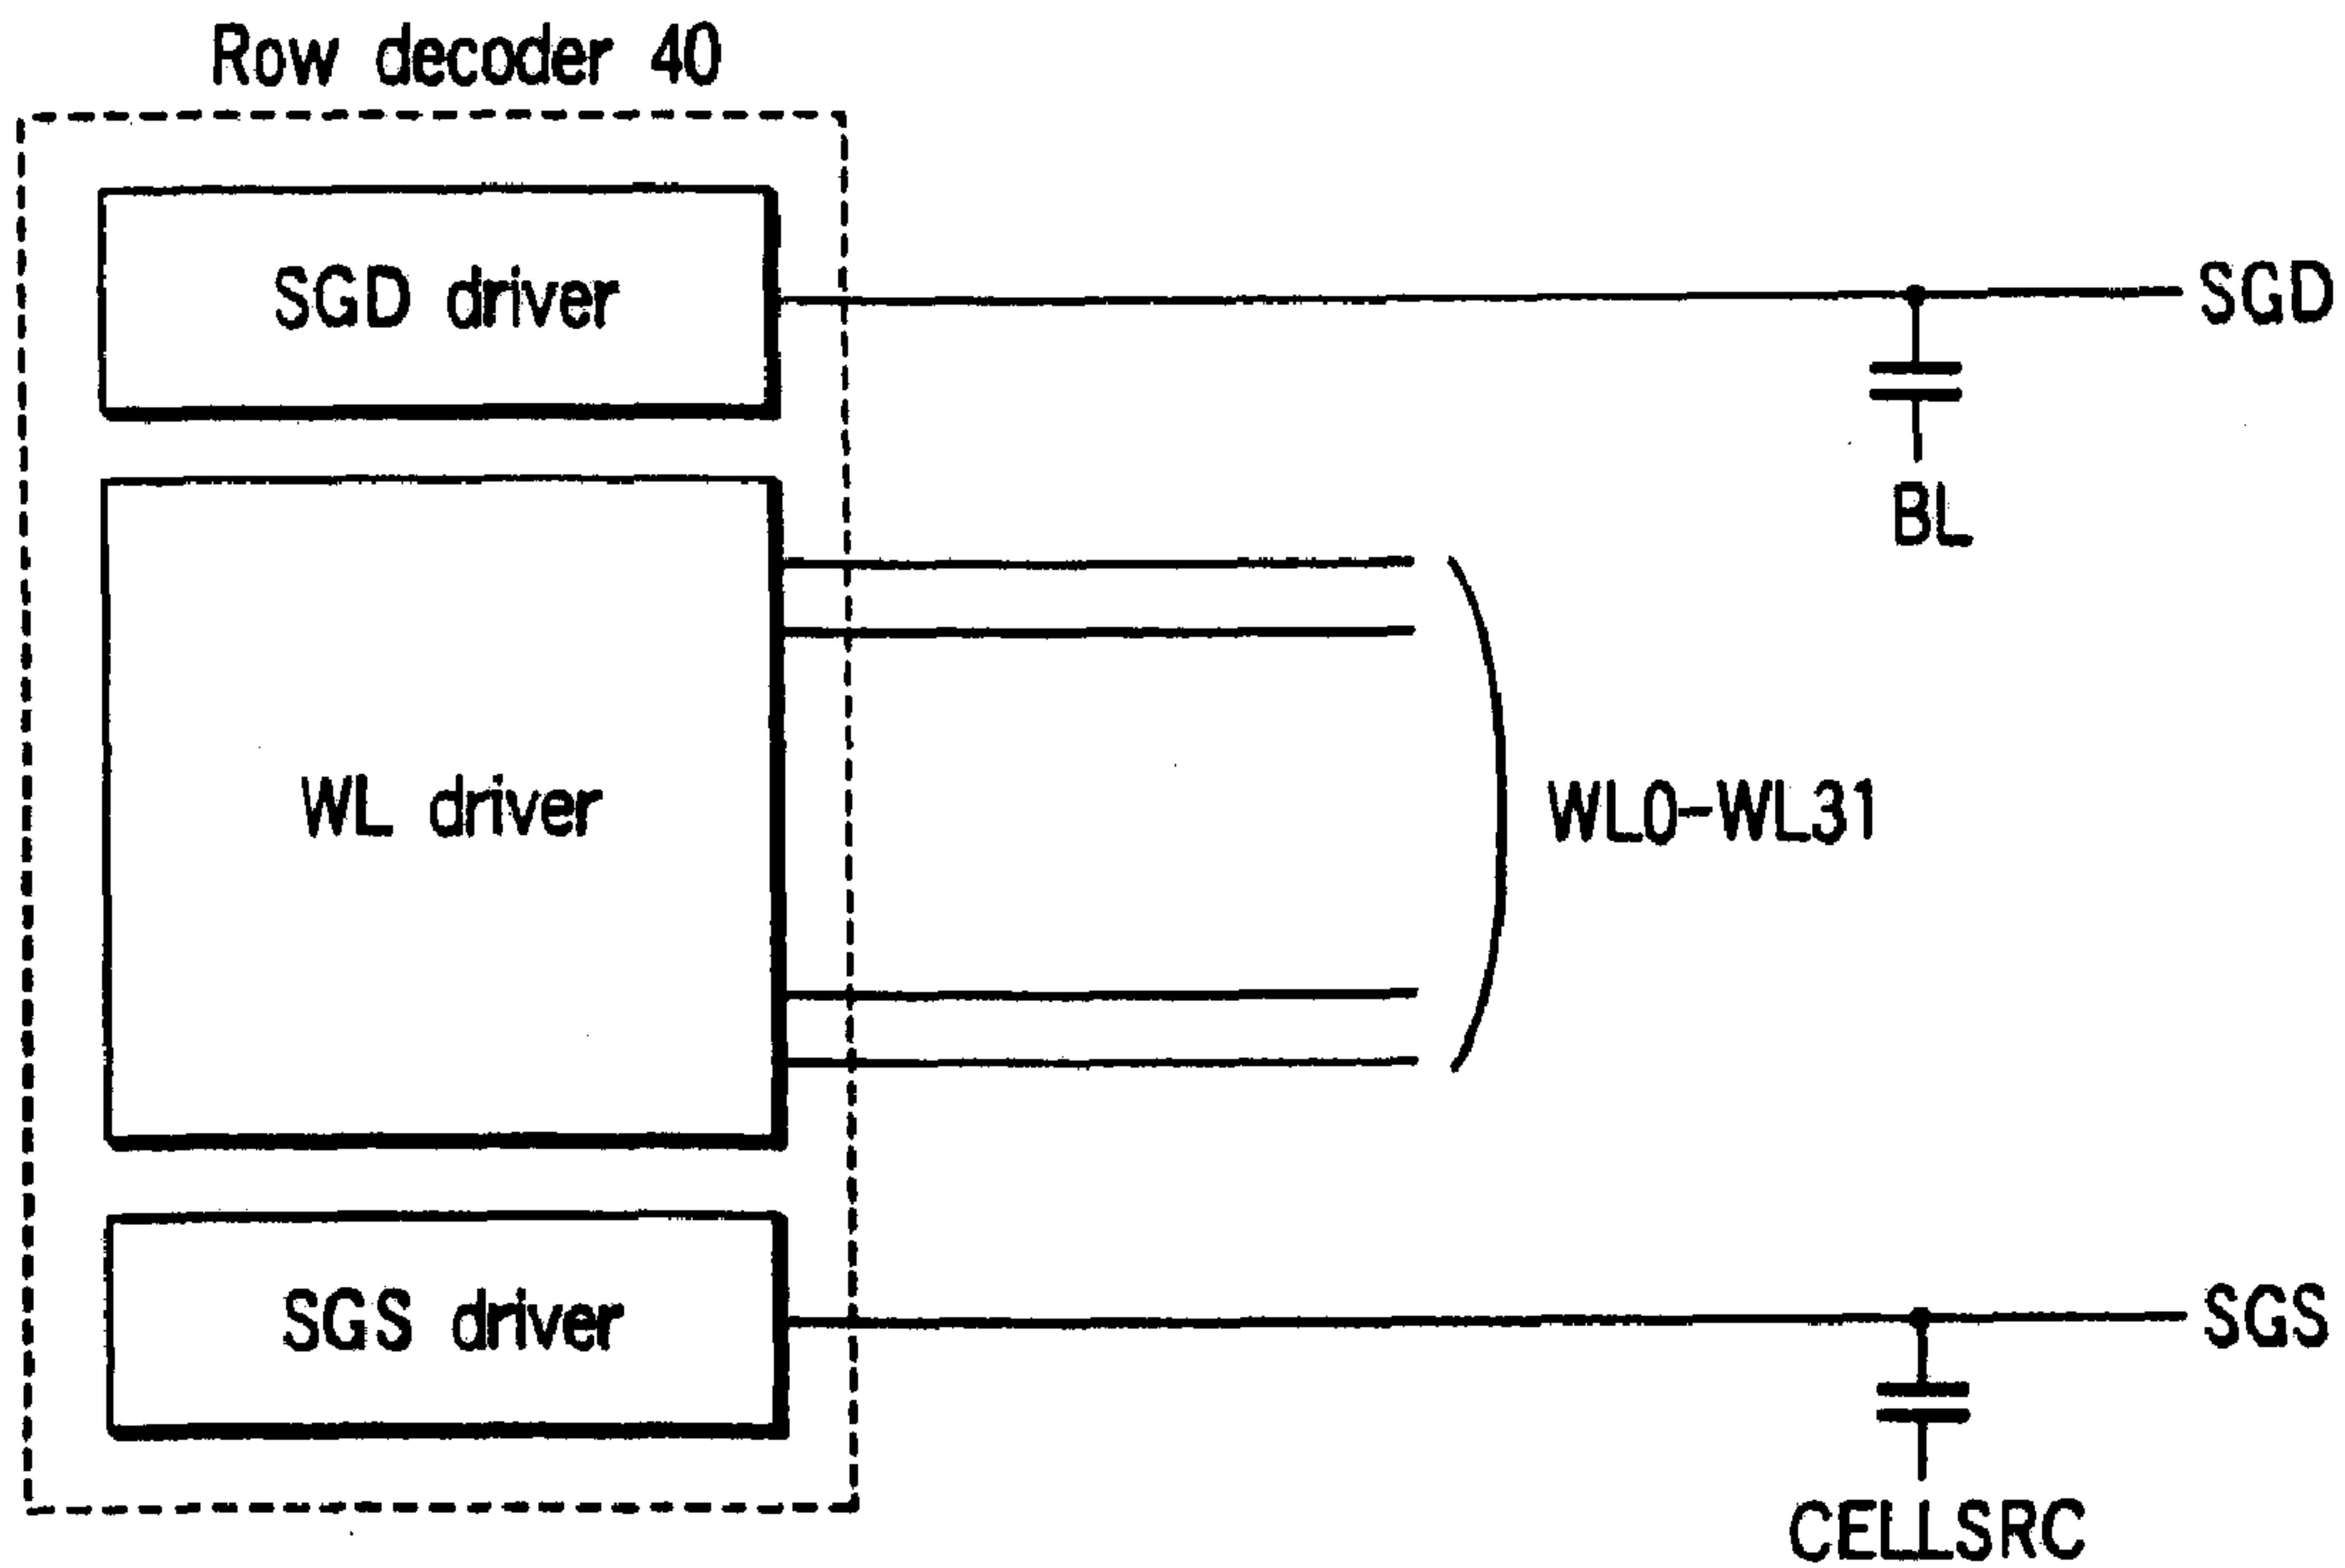 Row decoder 40
SGD driver
SGD
BL
WL driver
WL0-WL31
SGS driver
SGS
CELLSRC